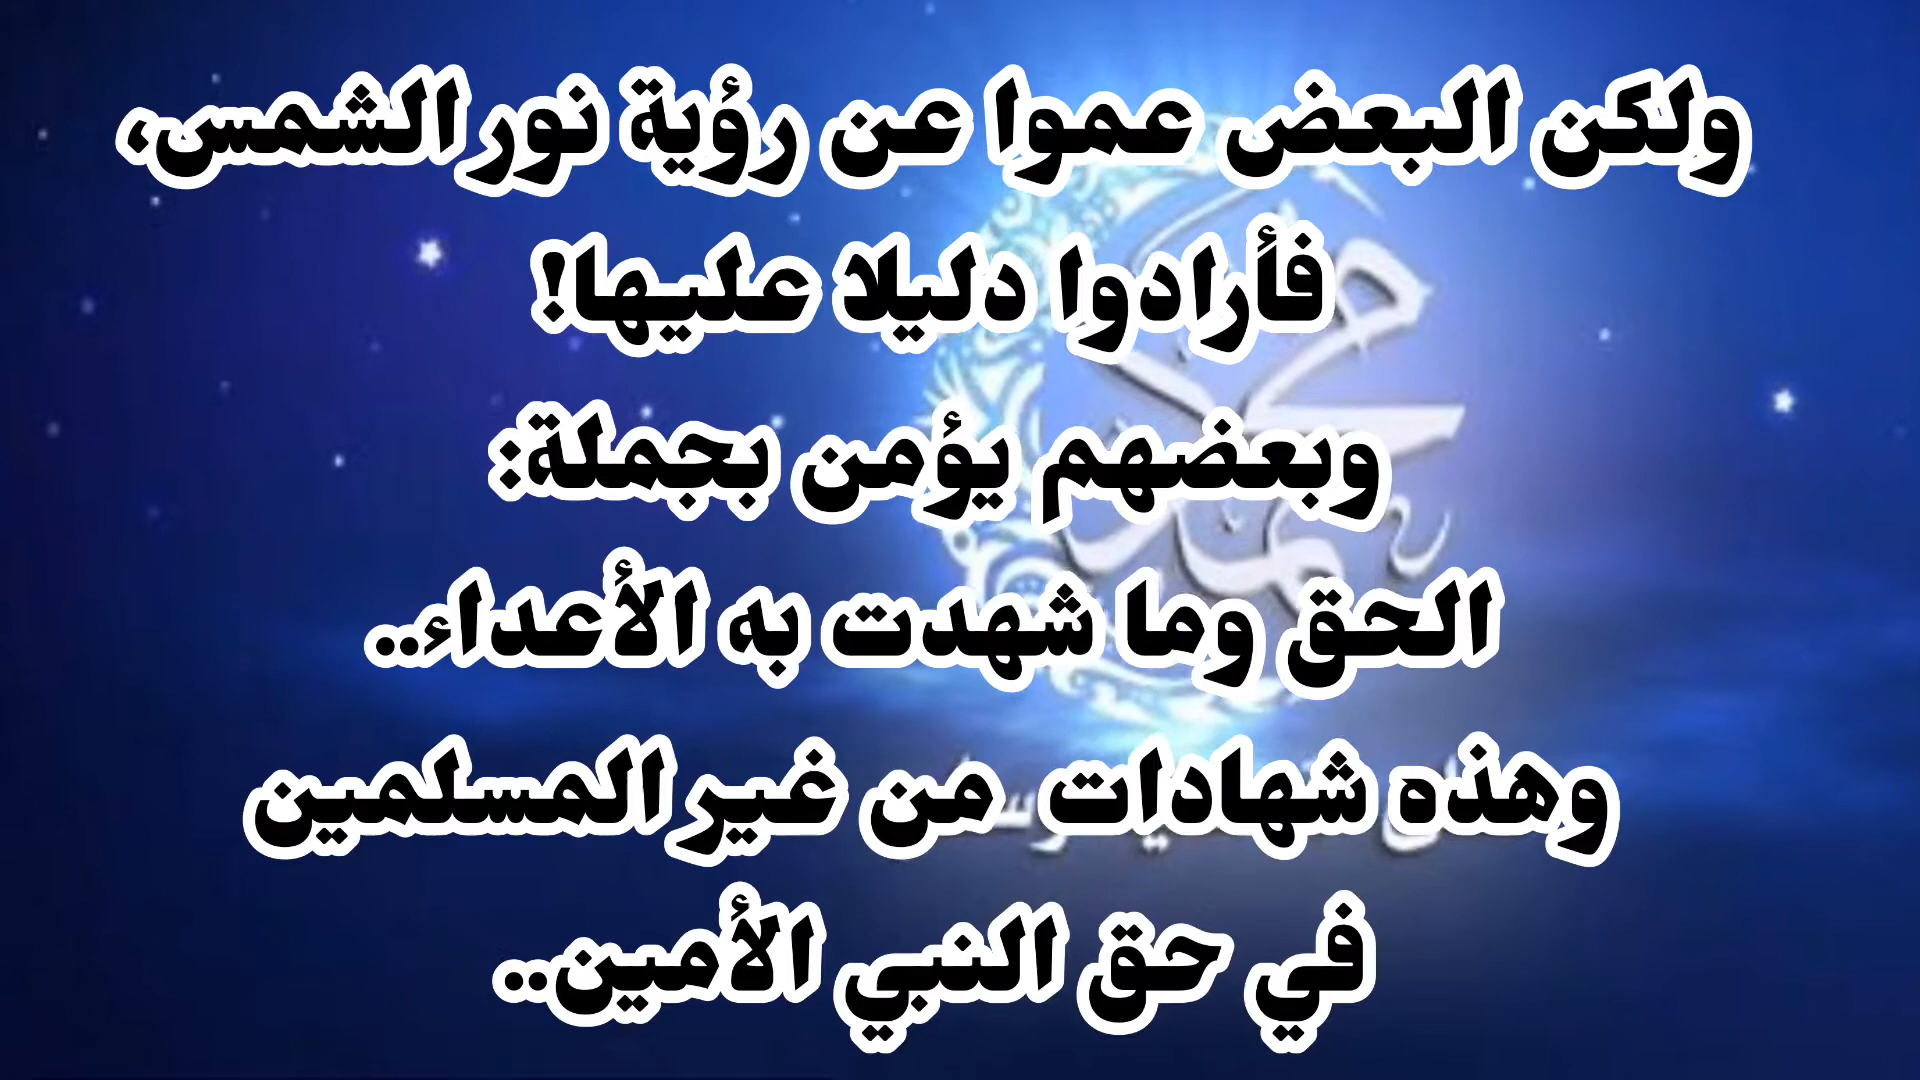 ولكن البعض عموا عن رؤية نور الشمس،
فأرادوا دليلا عليها!
وبعضهم يؤمن بجملة:
الحق وما شهدت به الأعداء..
وهذه شهادات من غير المسلمين
في حق النبي الأمين..
محمد